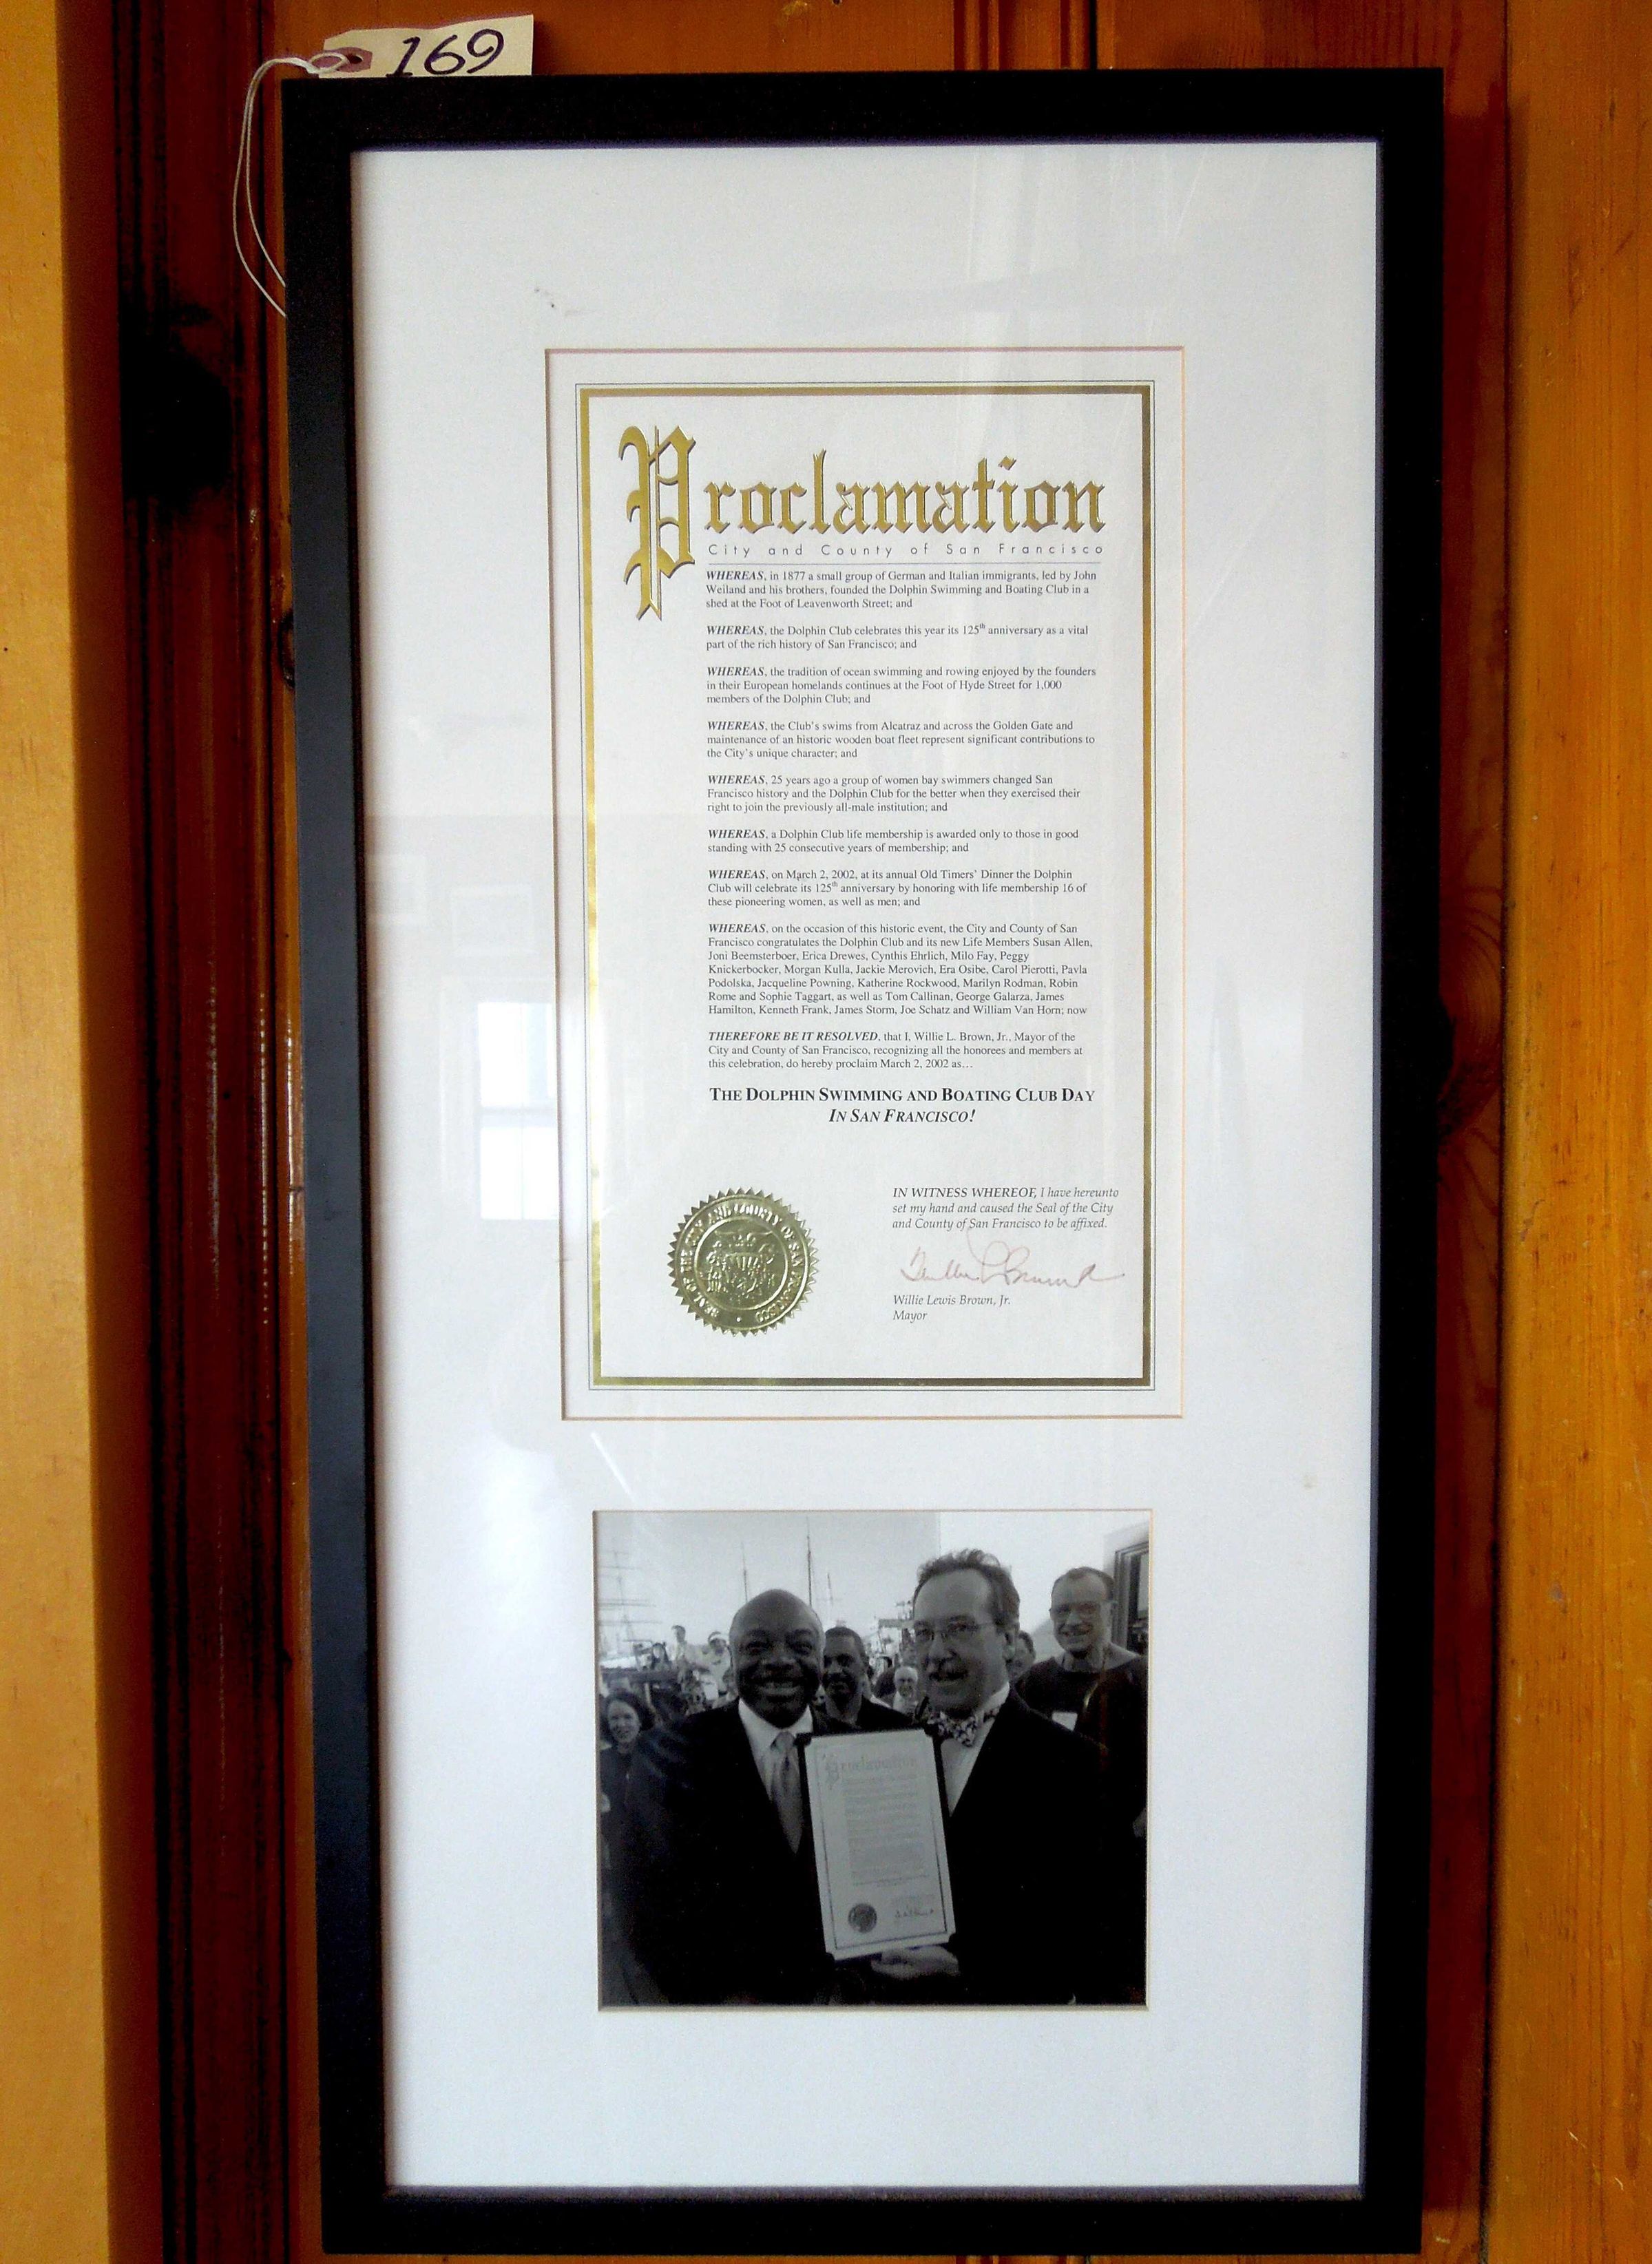 169
Proclamation
City and County of San Francisco
WHEREAS, in 1877 a small group of German and Italian immigrants, led by John
Weiland and his brothers, founded the Dolphin Swimming and Boating Club in a
shed at the Foot of Leavenworth Street; and
WHEREAS, the Dolphin Club celebrates this year its 125th anniversary as a vital
part of the rich history of San Francisco; and
WHEREAS, the tradition of ocean swimming and rowing enjoyed by the founders
in their European homelands continues at the Foot of Hyde Street for 1,000
members of the Dolphin Club; and
WHEREAS, the Club's swims from Alcatraz and across the Golden Gate and
maintenance of an historic wooden boat fleet represent significant contributions to
the City's unique character; and
WHEREAS, 25 years ago a group of women bay swimmers changed San
Francisco history and the Dolphin Club for the better when they exercised their
right to join the previously all-male institution; and
WHEREAS, a Dolphin Club life membership is awarded only to those in good
standing with 25 consecutive years of membership; and
WHEREAS, on March 2, 2002, at its annual Old Timers' Dinner the Dolphin
Club will celebrate its 125th anniversary by honoring with life membership 16 of
these pioneering women, as well as men; and
WHEREAS, on the occasion of this historic event, the City and County of San
Francisco congratulates the Dolphin Club and its new Life Members Susan Allen,
Joni Beemsterboer, Erica Drewes, Cynthis Ehrlich, Milo Fay, Peggy
Knickerbocker, Morgan Kulla, Jackie Merovich, Era Osibe, Carol Pierotti, Pavla
Podolska, Jacqueline Powning, Katherine Rockwood, Marilyn Rodman, Robin
Rome and Sophie Taggart, as well as Tom Callinan, George Galarza, James
Hamilton, Kenneth Frank, James Storm, Joe Schatz and William Van Horn; now
THEREFORE BE IT RESOLVED, that I, Willie L. Brown, Jr., Mayor of the
City and County of San Francisco, recognizing all the honorees and members at
this celebration, do hereby proclaim March 2, 2002 as…
THE DOLPHIN SWIMMING AND BOATING CLUB DAY
IN SAN FRANCISCO!
SEAL OF THE CITY AND COUNTY OF SAN FRANCISCO
IN WITNESS WHEREOF, I have hereunto
set my hand and caused the Seal of the City
and County of San Francisco to be affixed.
Willie L Brown Jr
Willie Lewis Brown, Jr.
Mayor
Proclamation